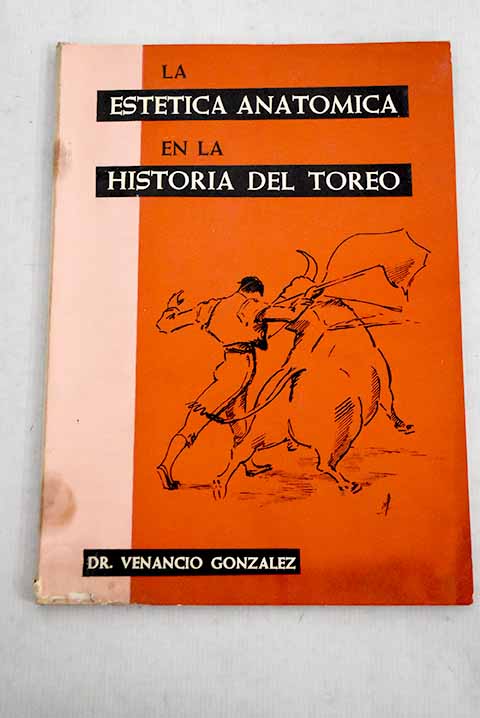 LA
ESTETICA ANATOMICA
EN LA
HISTORIA DEL TOREO
DR. VENANCIO GONZALEZ